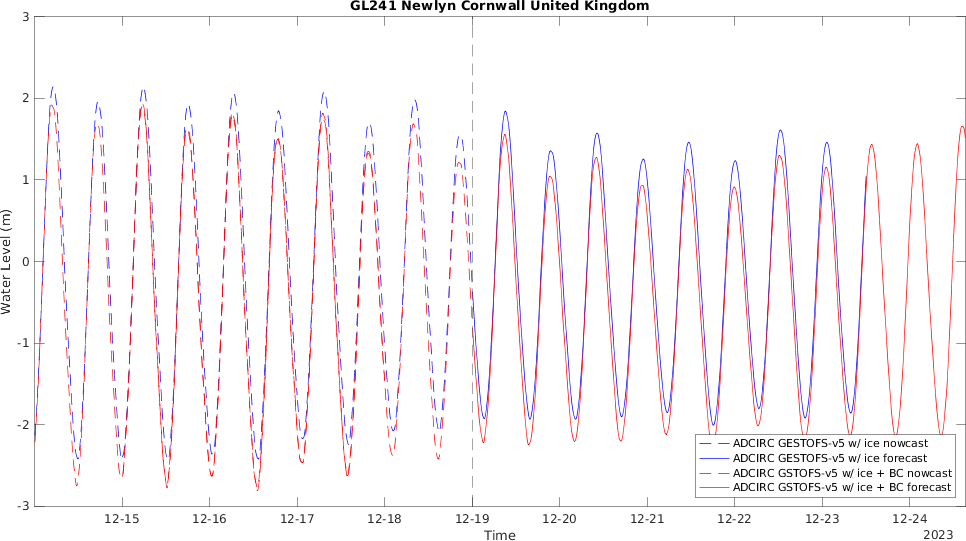 GL241 Newlyn Cornwall United Kingdom
3
2
1
0
-1
-2
-3
Water Level (m)
ADCIRC GESTOFS-v5 w/ ice nowcast
ADCIRC GESTOFS-v5 w/ ice forecast
ADCIRC GSTOFS-v5 w/ ice + BC nowcast
ADCIRC GSTOFS-v5 w/ ice + BC forecast
12-15 12-16 12-17 12-18 12-19 12-20 12-21 12-22 12-23 12-24
Time
2023